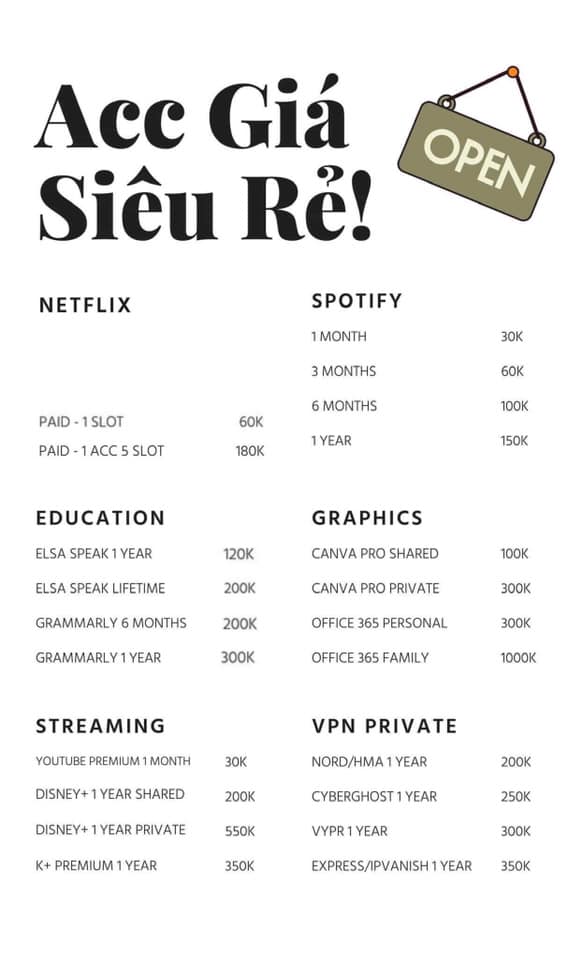 Acc Giá
Siêu Rẻ!
OPEN
NETFLIX
PAID - 1 SLOT 60K
PAID - 1 ACC 5 SLOT 180K
SPOTIFY
1 MONTH 30K
3 MONTHS 60K
6 MONTHS 100K
1 YEAR 150K
EDUCATION
ELSA SPEAK 1 YEAR 120K
ELSA SPEAK LIFETIME 200K
GRAMMARLY 6 MONTHS 200K
GRAMMARLY 1 YEAR 300K
GRAPHICS
CANVA PRO SHARED 100K
CANVA PRO PRIVATE 300K
OFFICE 365 PERSONAL 300K
OFFICE 365 FAMILY 1000K
STREAMING
YOUTUBE PREMIUM 1 MONTH 30K
DISNEY+ 1 YEAR SHARED 200K
DISNEY+ 1 YEAR PRIVATE 550K
K+ PREMIUM 1 YEAR 350K
VPN PRIVATE
NORD/HMA 1 YEAR 200K
CYBERGHOST 1 YEAR 250K
VYPR 1 YEAR 300K
EXPRESS/IPVANISH 1 YEAR 350K